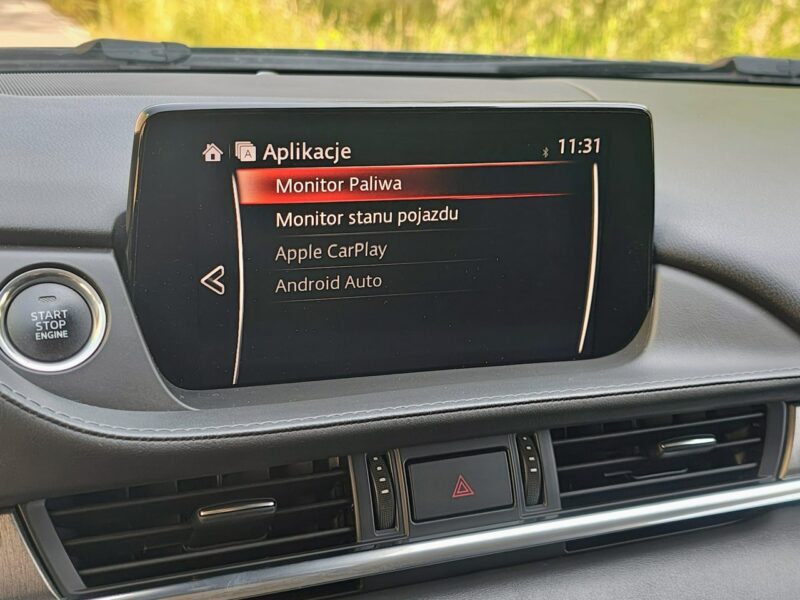 A Aplikacje 11:31
Monitor Paliwa
Monitor stanu pojazdu
Apple CarPlay
Android Auto
START
STOP
ENGINE